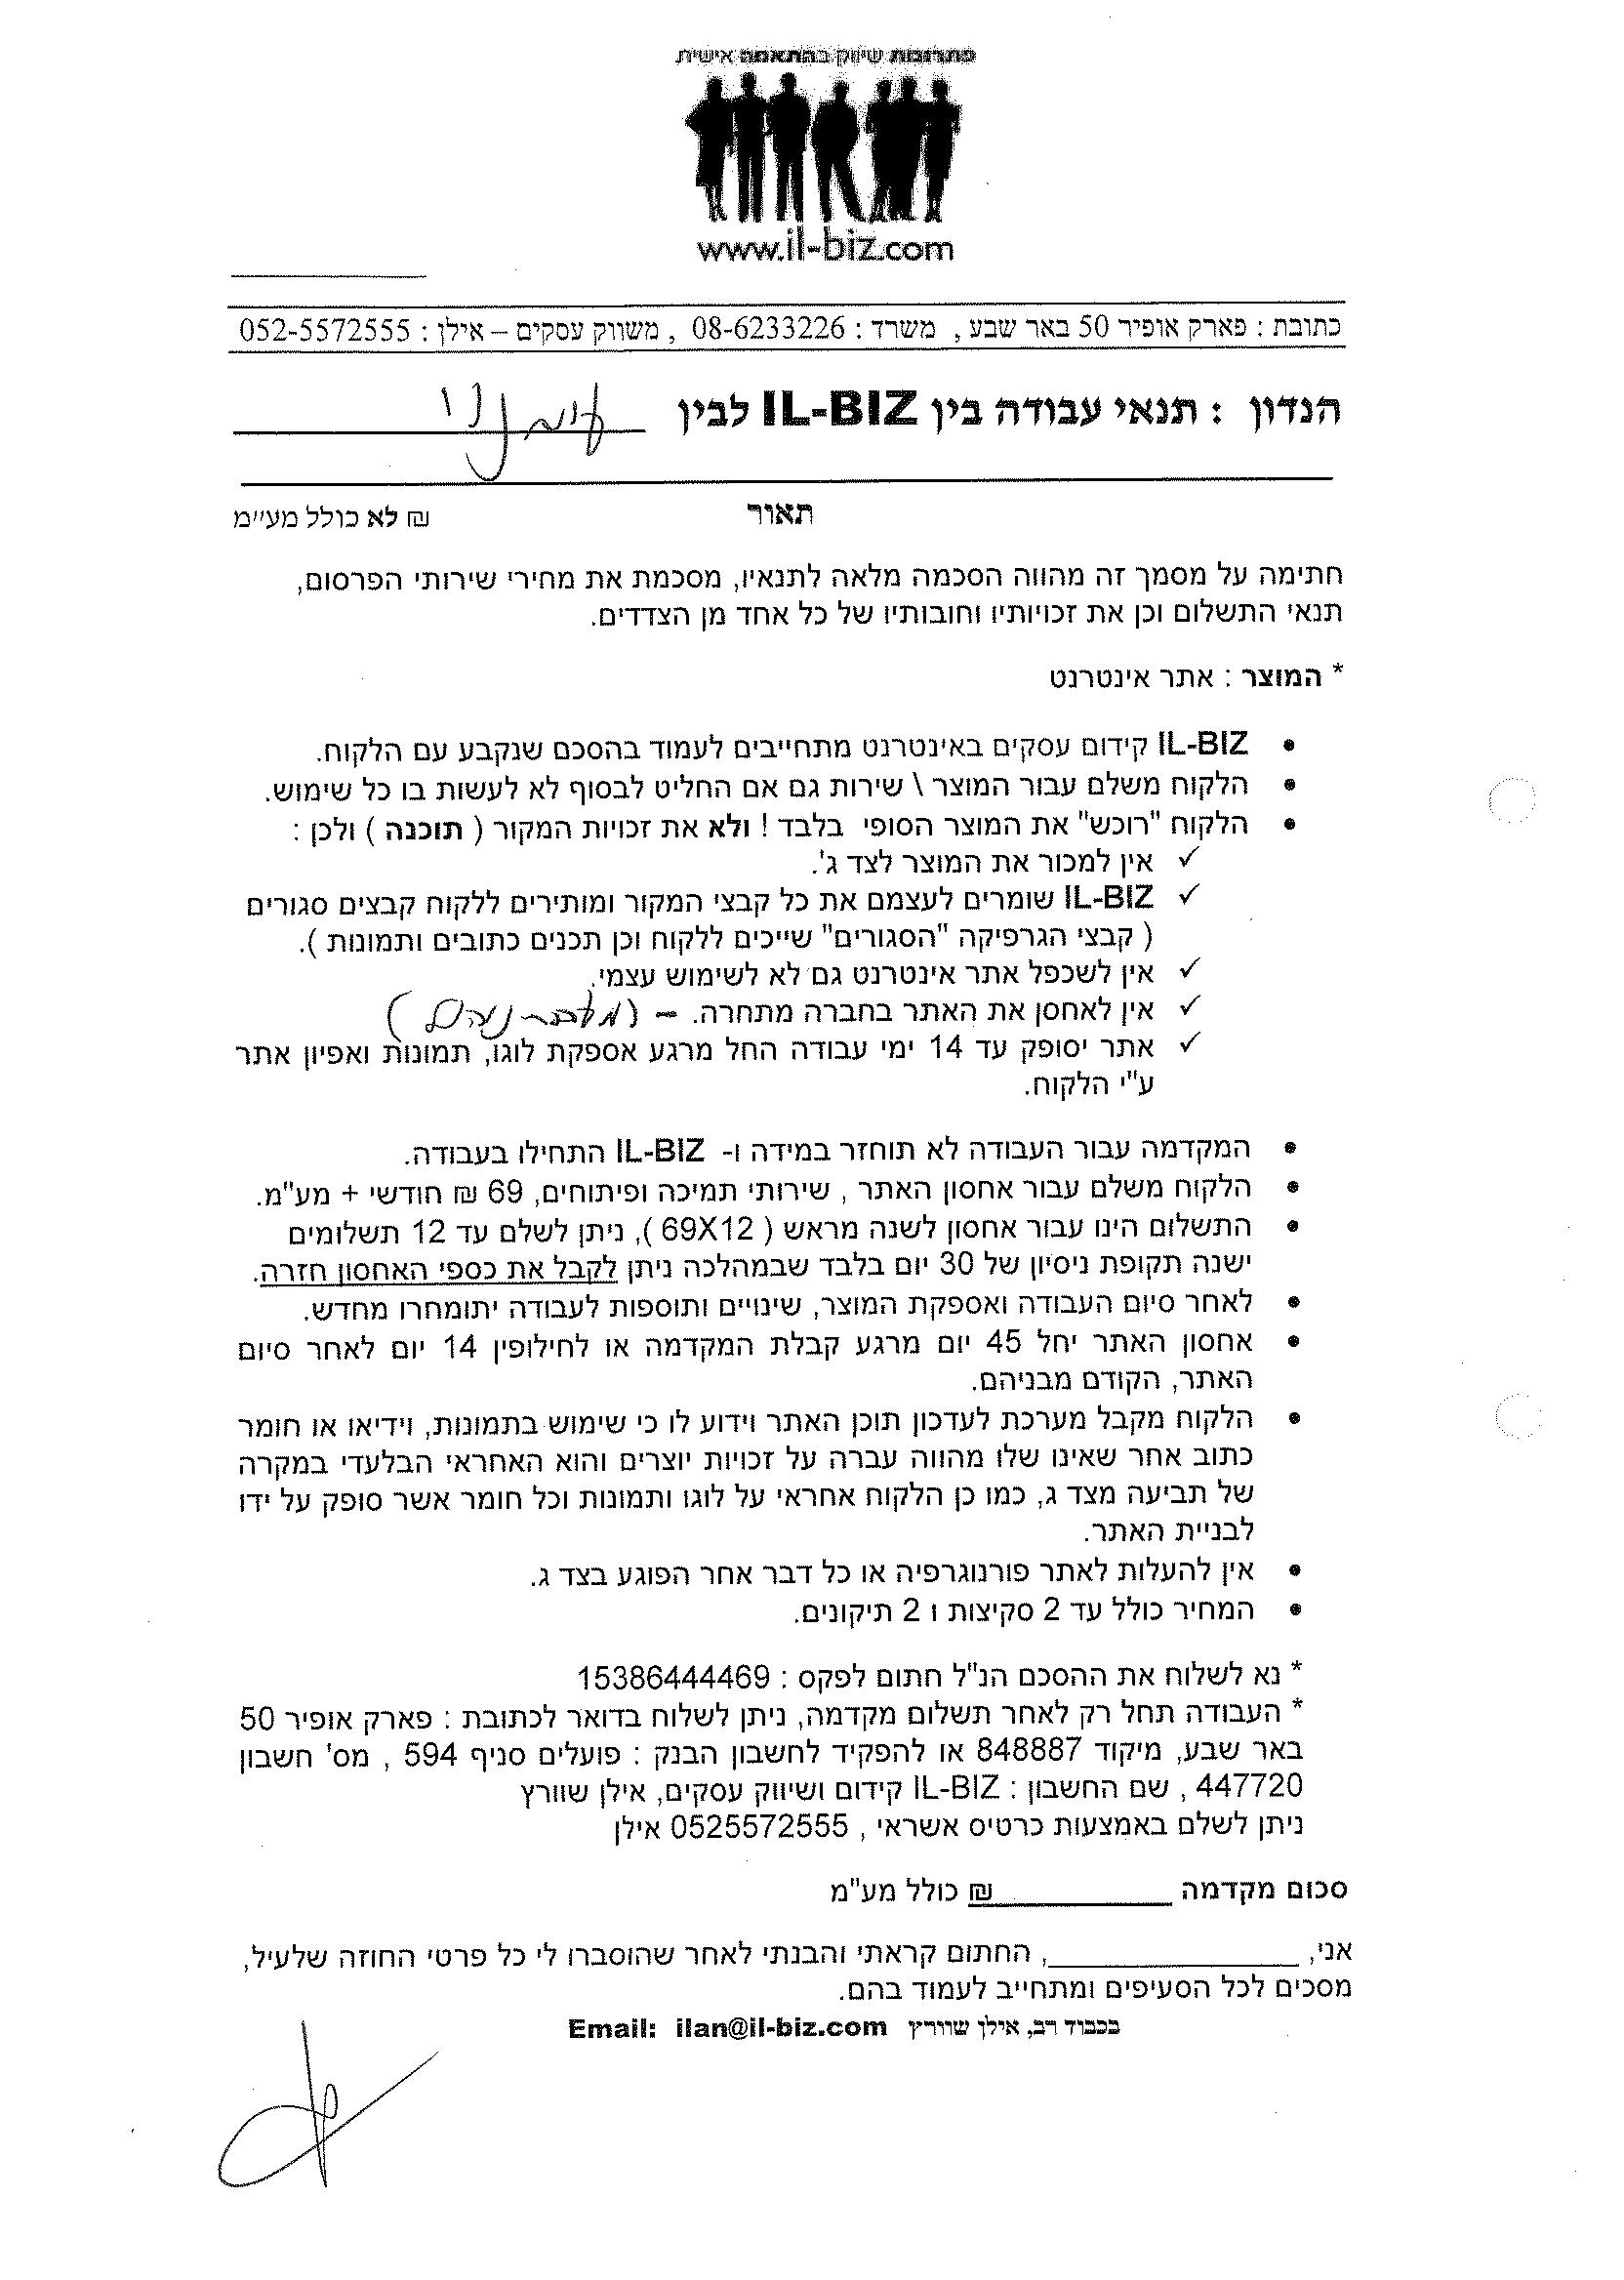 פתרונות שיווק בהתאמה אישית
www.il-biz.com
כתובת : פארק אופיר 50 באר שבע , משרד : 08-6233226 , משווק עסקים – אילן : 052-5572555
הנדון : תנאי עבודה בין IL-BIZ לבין
תאור
₪ לא כולל מע״מ
חתימה על מסמך זה מהווה הסכמה מלאה לתנאיו, מסכמת את מחירי שירותי הפרסום,
תנאי התשלום וכן את זכויותיו וחובותיו של כל אחד מן הצדדים.
* המוצר : אתר אינטרנט
• IL-BIZ קידום עסקים באינטרנט מתחייבים לעמוד בהסכם שנקבע עם הלקוח.
• הלקוח משלם עבור המוצר \ שירות גם אם החליט לבסוף לא לעשות בו כל שימוש.
• הלקוח "רוכש" את המוצר הסופי בלבד ! ולא את זכויות המקור ( תוכנה ) ולכן :
✓ אין למכור את המוצר לצד ג'.
✓ IL-BIZ שומרים לעצמם את כל קבצי המקור ומותירים ללקוח קבצים סגורים
( קבצי הגרפיקה "הסגורים" שייכים ללקוח וכן תכנים כתובים ותמונות ).
✓ אין לשכפל אתר אינטרנט גם לא לשימוש עצמי.
✓ אין לאחסן את האתר בחברה מתחרה. –
✓ אתר יסופק עד 14 ימי עבודה החל מרגע אספקת לוגו, תמונות ואפיון אתר
ע"י הלקוח.
• המקדמה עבור העבודה לא תוחזר במידה ו- IL-BIZ התחילו בעבודה.
• הלקוח משלם עבור אחסון האתר , שירותי תמיכה ופיתוחים, 69 ₪ חודשי + מע"מ.
• התשלום הינו עבור אחסון לשנה מראש ( 69X12 ), ניתן לשלם עד 12 תשלומים
ישנה תקופת ניסיון של 30 יום בלבד שבמהלכה ניתן לקבל את כספי האחסון חזרה.
• לאחר סיום העבודה ואספקת המוצר, שינויים ותוספות לעבודה יתומחרו מחדש.
• אחסון האתר יחל 45 יום מרגע קבלת המקדמה או לחילופין 14 יום לאחר סיום
האתר, הקודם מבניהם.
• הלקוח מקבל מערכת לעדכון תוכן האתר וידוע לו כי שימוש בתמונות, וידיאו או חומר
כתוב אחר שאינו שלו מהווה עברה על זכויות יוצרים והוא האחראי הבלעדי במקרה
של תביעה מצד ג, כמו כן הלקוח אחראי על לוגו ותמונות וכל חומר אשר סופק על ידו
לבניית האתר.
• אין להעלות לאתר פורנוגרפיה או כל דבר אחר הפוגע בצד ג.
• המחיר כולל עד 2 סקיצות ו 2 תיקונים.
* נא לשלוח את ההסכם הנ"ל חתום לפקס : 15386444469
* העבודה תחל רק לאחר תשלום מקדמה, ניתן לשלוח בדואר לכתובת : פארק אופיר 50
באר שבע, מיקוד 848887 או להפקיד לחשבון הבנק : פועלים סניף 594 , מס' חשבון
447720 , שם החשבון : IL-BIZ קידום ושיווק עסקים, אילן שוורץ
ניתן לשלם באמצעות כרטיס אשראי , 0525572555 אילן
סכום מקדמה __________ ₪ כולל מע"מ
אני, ______________, החתום קראתי והבנתי לאחר שהוסברו לי כל פרטי החוזה שלעיל,
מסכים לכל הסעיפים ומתחייב לעמוד בהם.
בכבוד רב, אילן שוורץ Email: ilan@il-biz.com